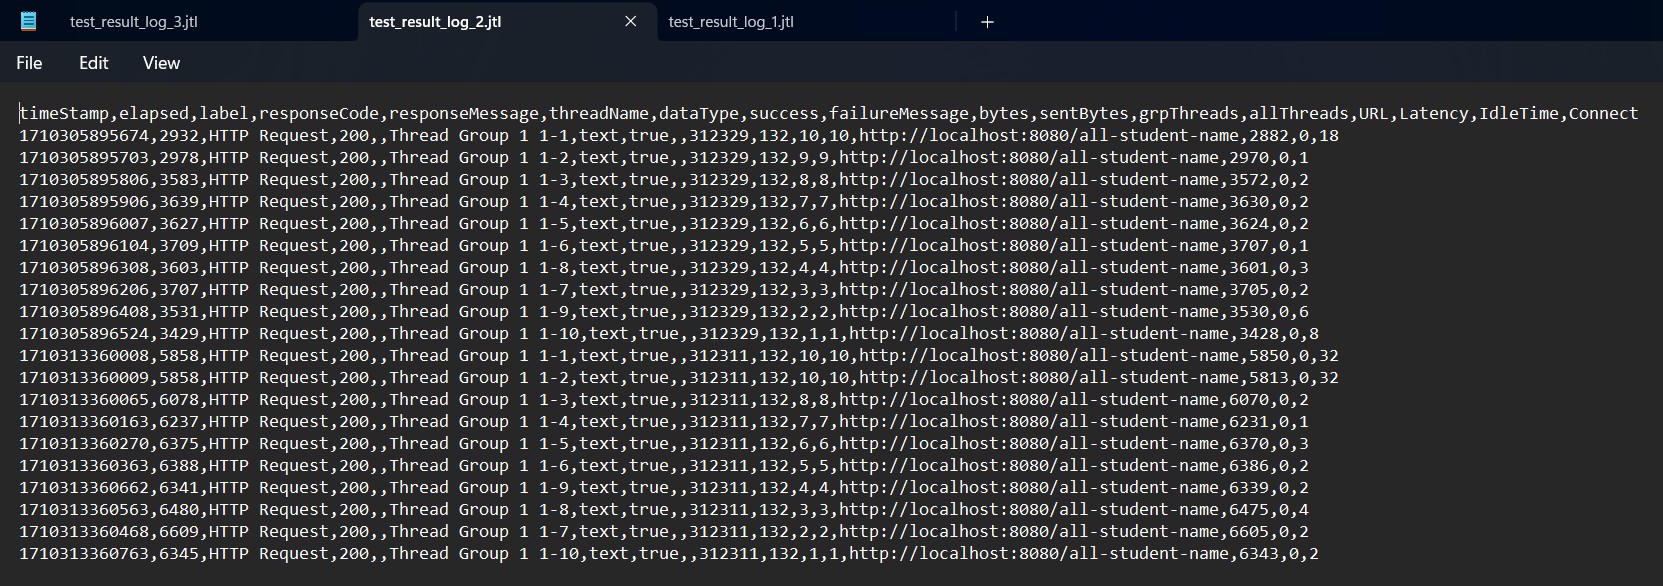 test_result_log_3.jtl test_result_log_2.jtl test_result_log_1.jtl
File Edit View
timeStamp,elapsed,label,responseCode,responseMessage,threadName,dataType,success,failureMessage,bytes,sentBytes,grpThreads,allThreads,URL,Latency,IdleTime,Connect
1710305895674,2932,HTTP Request,200,,Thread Group 1 1-1,text,true,,312329,132,10,10,http://localhost:8080/all-student-name,2882,0,18
1710305895703,2978,HTTP Request,200,,Thread Group 1 1-2,text,true,,312329,132,9,9,http://localhost:8080/all-student-name,2970,0,1
1710305895806,3583,HTTP Request,200,,Thread Group 1 1-3,text,true,,312329,132,8,8,http://localhost:8080/all-student-name,3572,0,2
1710305895906,3639,HTTP Request,200,,Thread Group 1 1-4,text,true,,312329,132,7,7,http://localhost:8080/all-student-name,3630,0,2
1710305896007,3627,HTTP Request,200,,Thread Group 1 1-5,text,true,,312329,132,6,6,http://localhost:8080/all-student-name,3624,0,2
1710305896104,3709,HTTP Request,200,,Thread Group 1 1-6,text,true,,312329,132,5,5,http://localhost:8080/all-student-name,3707,0,1
1710305896308,3603,HTTP Request,200,,Thread Group 1 1-8,text,true,,312329,132,4,4,http://localhost:8080/all-student-name,3601,0,3
1710305896206,3707,HTTP Request,200,,Thread Group 1 1-7,text,true,,312329,132,3,3,http://localhost:8080/all-student-name,3705,0,2
1710305896408,3531,HTTP Request,200,,Thread Group 1 1-9,text,true,,312329,132,2,2,http://localhost:8080/all-student-name,3530,0,6
1710305896524,3429,HTTP Request,200,,Thread Group 1 1-10,text,true,,312329,132,1,1,http://localhost:8080/all-student-name,3428,0,8
1710313360008,5858,HTTP Request,200,,Thread Group 1 1-1,text,true,,312311,132,10,10,http://localhost:8080/all-student-name,5850,0,32
1710313360009,5858,HTTP Request,200,,Thread Group 1 1-2,text,true,,312311,132,10,10,http://localhost:8080/all-student-name,5813,0,32
1710313360065,6078,HTTP Request,200,,Thread Group 1 1-3,text,true,,312311,132,8,8,http://localhost:8080/all-student-name,6070,0,2
1710313360163,6237,HTTP Request,200,,Thread Group 1 1-4,text,true,,312311,132,7,7,http://localhost:8080/all-student-name,6231,0,1
1710313360270,6375,HTTP Request,200,,Thread Group 1 1-5,text,true,,312311,132,6,6,http://localhost:8080/all-student-name,6370,0,3
1710313360363,6388,HTTP Request,200,,Thread Group 1 1-6,text,true,,312311,132,5,5,http://localhost:8080/all-student-name,6386,0,2
1710313360662,6341,HTTP Request,200,,Thread Group 1 1-9,text,true,,312311,132,4,4,http://localhost:8080/all-student-name,6339,0,2
1710313360563,6480,HTTP Request,200,,Thread Group 1 1-8,text,true,,312311,132,3,3,http://localhost:8080/all-student-name,6475,0,4
1710313360468,6609,HTTP Request,200,,Thread Group 1 1-7,text,true,,312311,132,2,2,http://localhost:8080/all-student-name,6605,0,2
1710313360763,6345,HTTP Request,200,,Thread Group 1 1-10,text,true,,312311,132,1,1,http://localhost:8080/all-student-name,6343,0,2